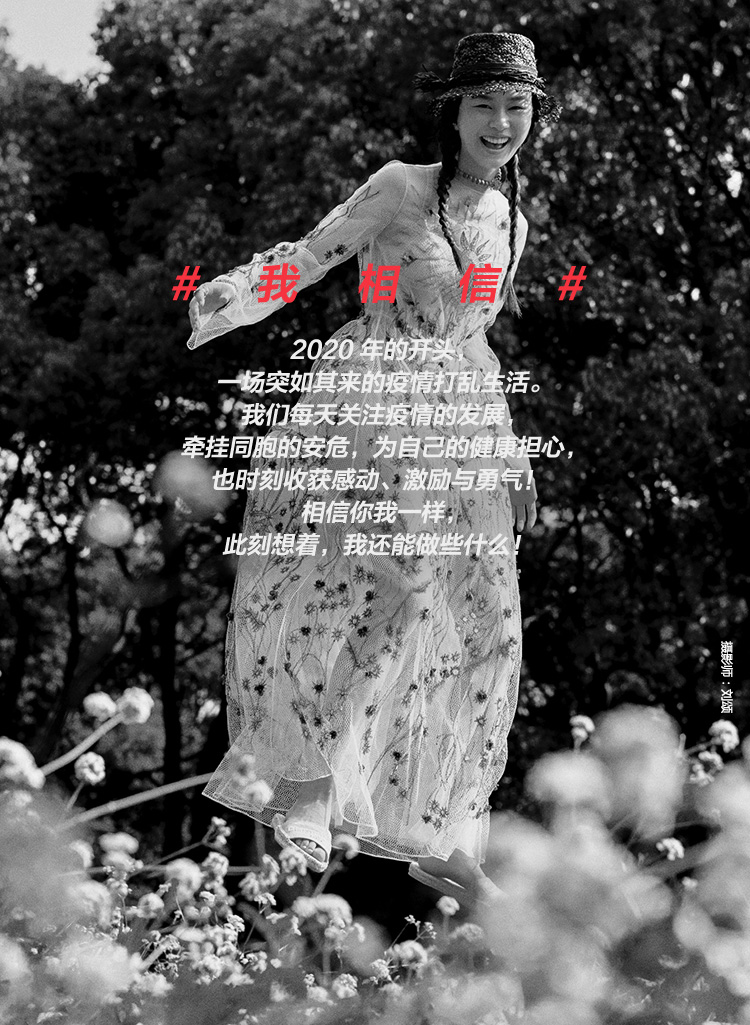 # 我 相 信 #
2020 年的开头，
一场突如其来的疫情打乱生活。
我们每天关注疫情的发展，
牵挂同胞的安危，为自己的健康担心，
也时刻收获感动、激励与勇气！
相信你我一样，
此刻想着，我还能做些什么！
摄影师：刘颂